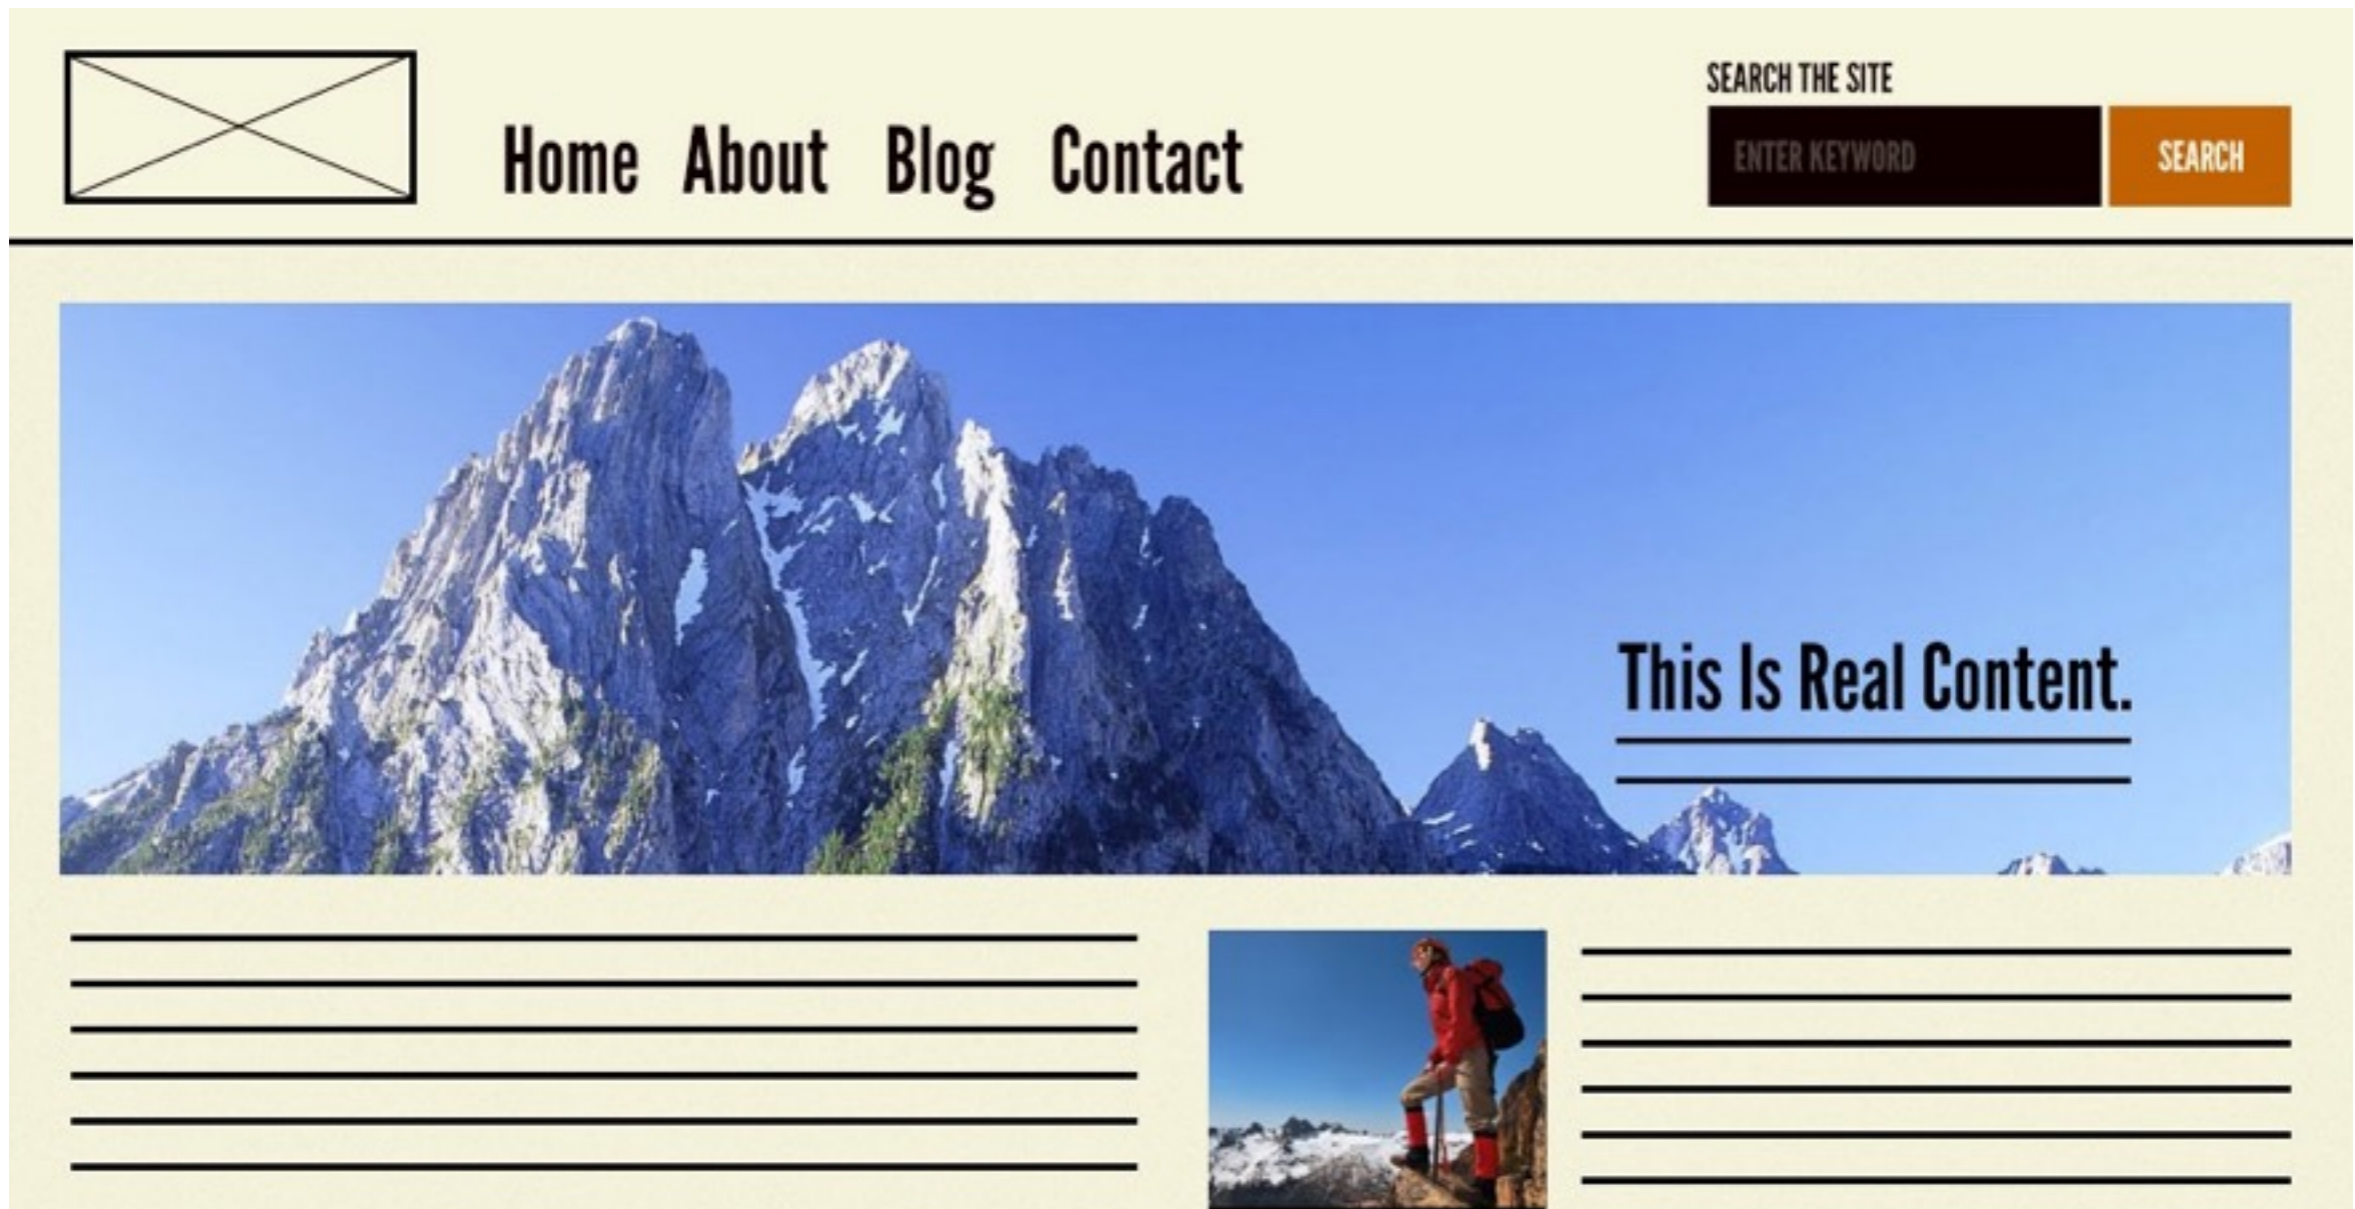 Home About Blog Contact
SEARCH THE SITE
ENTER KEYWORD
SEARCH
This Is Real Content.